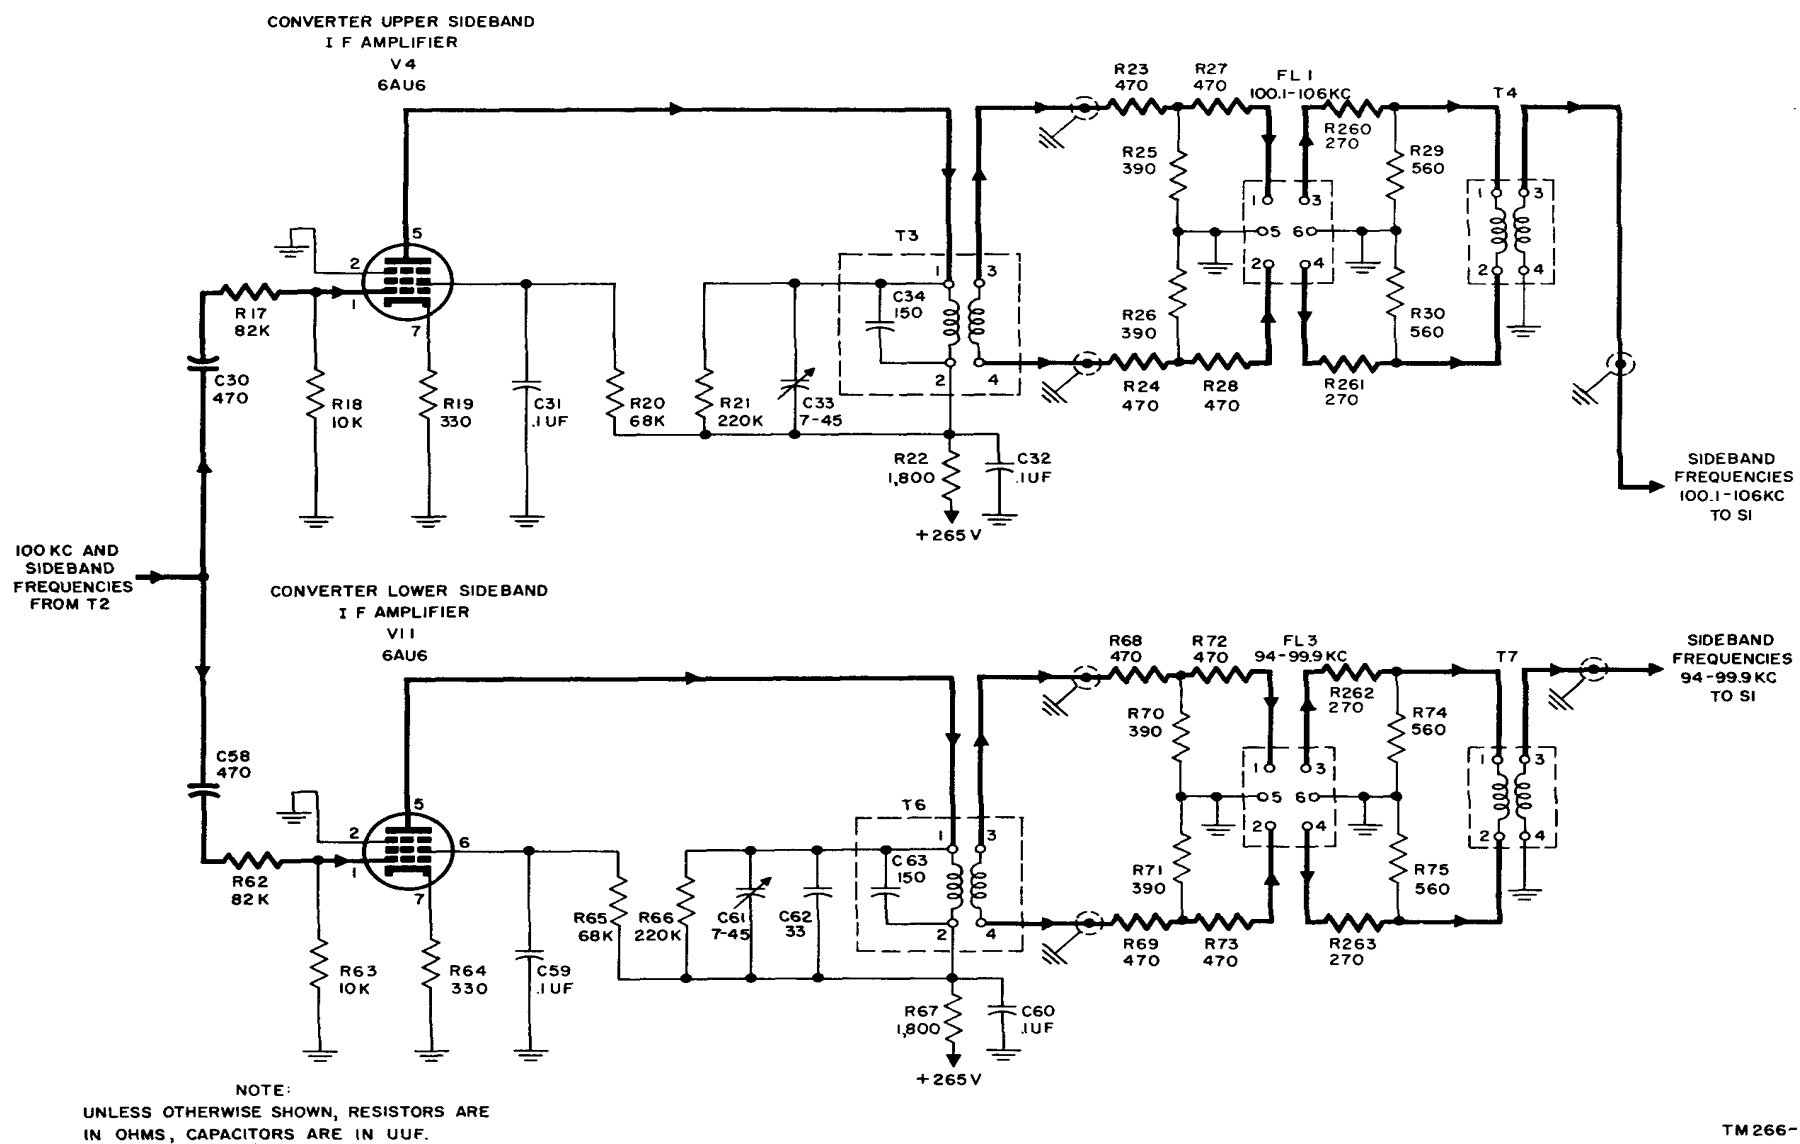 CONVERTER UPPER SIDEBAND
I F AMPLIFIER
V4
6AU6
R23
470
R27
470
FL1
100.1-106KC
R260
270
T4
R25
390
R29
560
1
3
5
6
2
4
1
3
2
4
R26
390
R30
560
R24
470
R28
470
R261
270
5
2
1
7
R17
82K
C30
470
R18
10K
R19
330
C31
.1UF
R20
68K
R21
220K
C33
7-45
T3
1
3
C34
150
2
4
R22
1,800
C32
.1UF
+265V
SIDEBAND
FREQUENCIES
100.1-106KC
TO S1
100KC AND
SIDEBAND
FREQUENCIES
FROM T2
CONVERTER LOWER SIDEBAND
I F AMPLIFIER
V11
6AU6
R68
470
R72
470
FL3
94-99.9KC
R262
270
T7
SIDEBAND
FREQUENCIES
94-99.9KC
TO S1
R70
390
R74
560
1
3
5
6
2
4
1
3
2
4
R71
390
R75
560
R69
470
R73
470
R263
270
C58
470
5
2
6
1
7
R62
82K
R63
10K
R64
330
C59
.1UF
R65
68K
R66
220K
C61
7-45
C62
33
T6
1
3
C63
150
2
4
R67
1,800
C60
.1UF
+265V
NOTE:
UNLESS OTHERWISE SHOWN, RESISTORS ARE
IN OHMS, CAPACITORS ARE IN UUF.
TM266-